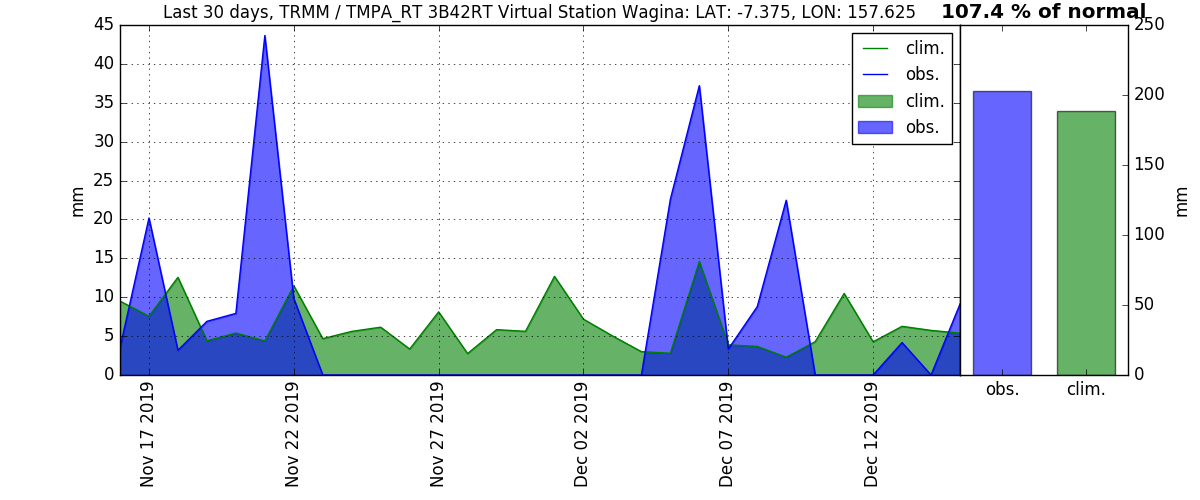 Last 30 days, TRMM / TMPA_RT 3B42RT Virtual Station Wagina: LAT: -7.375, LON: 157.625
107.4 % of normal
45
40
35
30
25
20
15
10
5
0
mm
clim.
obs.
clim.
obs.
Nov 17 2019
Nov 22 2019
Nov 27 2019
Dec 02 2019
Dec 07 2019
Dec 12 2019
250
200
150
100
50
0
mm
obs.
clim.